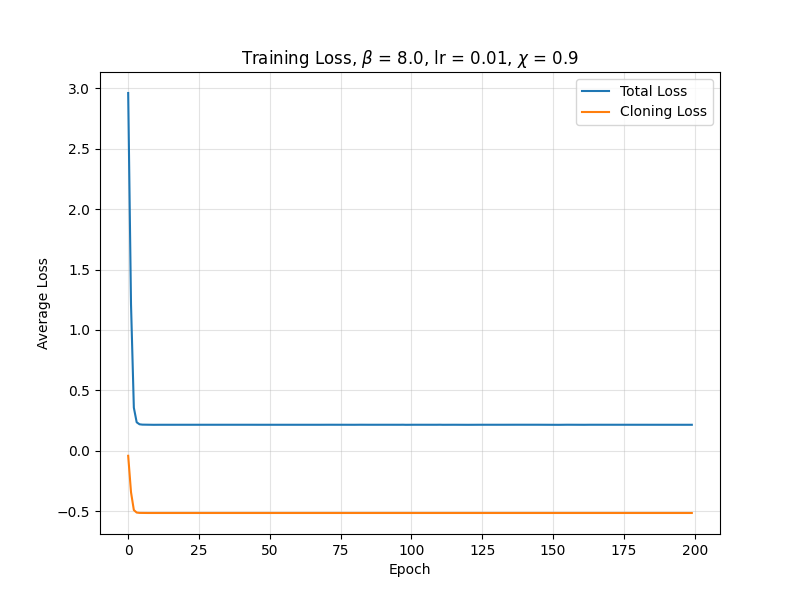 Training Loss, β = 8.0, lr = 0.01, χ = 0.9
Total Loss
Cloning Loss
3.0
2.5
2.0
1.5
1.0
0.5
0.0
−0.5
Average Loss
0 25 50 75 100 125 150 175 200
Epoch